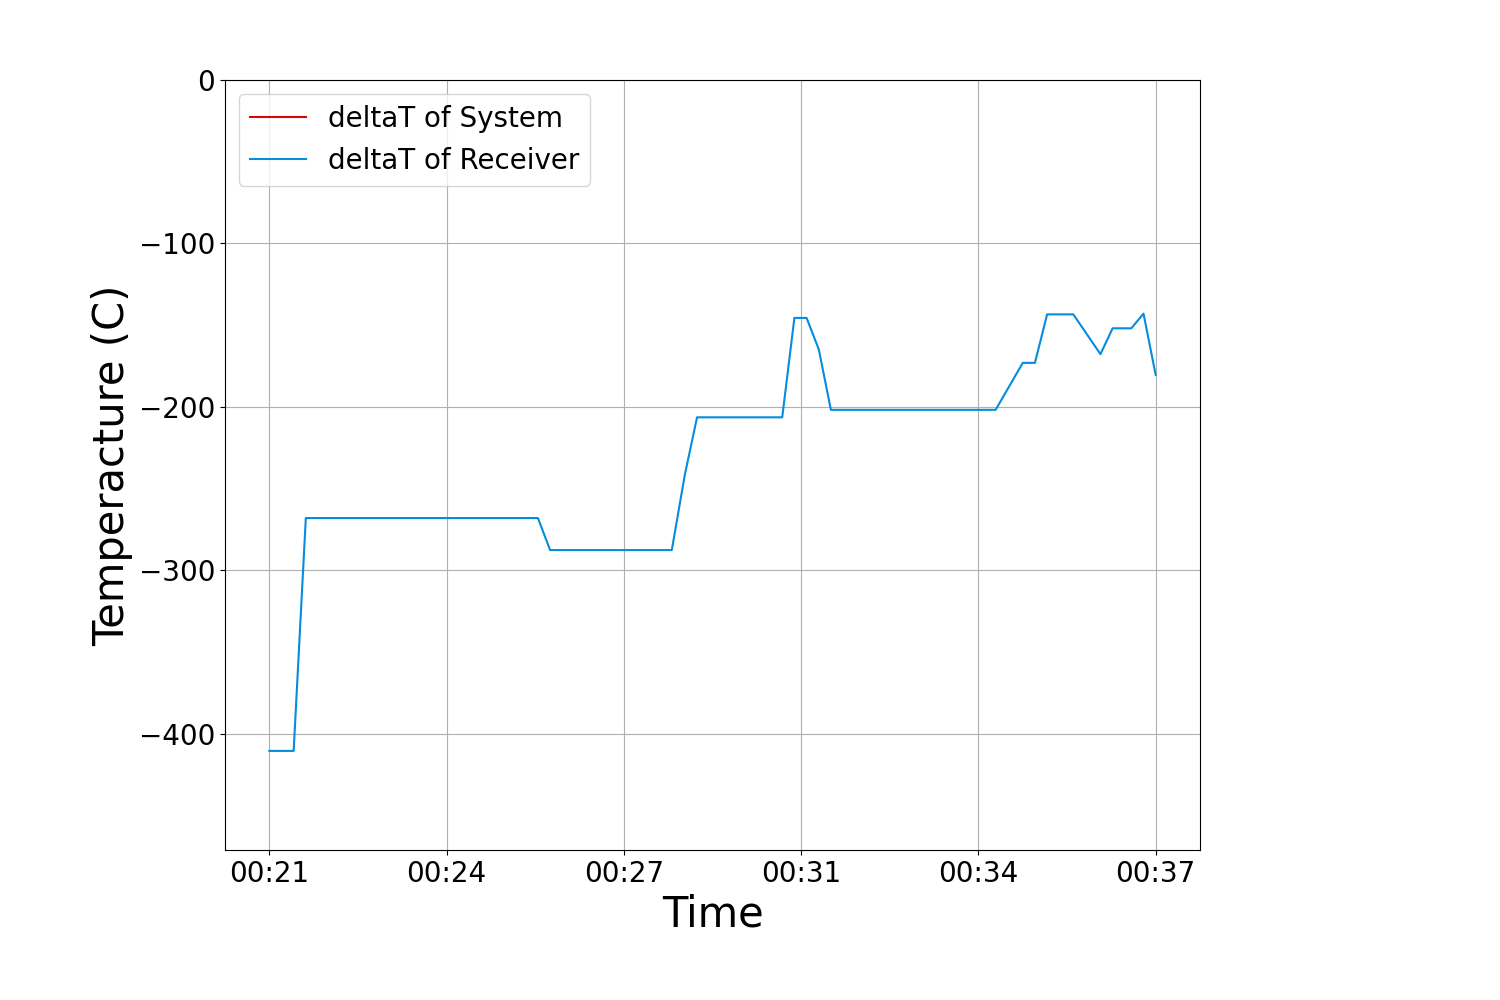 0
deltaT of System
deltaT of Receiver
−100
−200
−300
−400
Temperacture (C)
00:21 00:24 00:27 00:31 00:34 00:37
Time